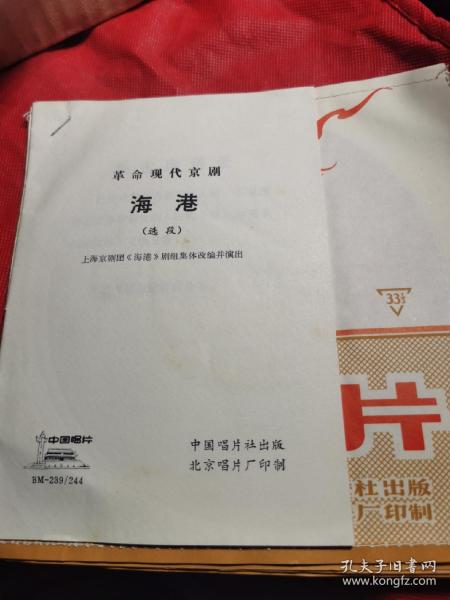 革命现代京剧
海港
(选段)
上海京剧团《海港》剧组集体改编并演出
中国唱片
BM-239/244
中国唱片社出版
北京唱片厂印制
33⅓
片
社出版
厂印制
孔夫子旧书网
www.kongfz.com